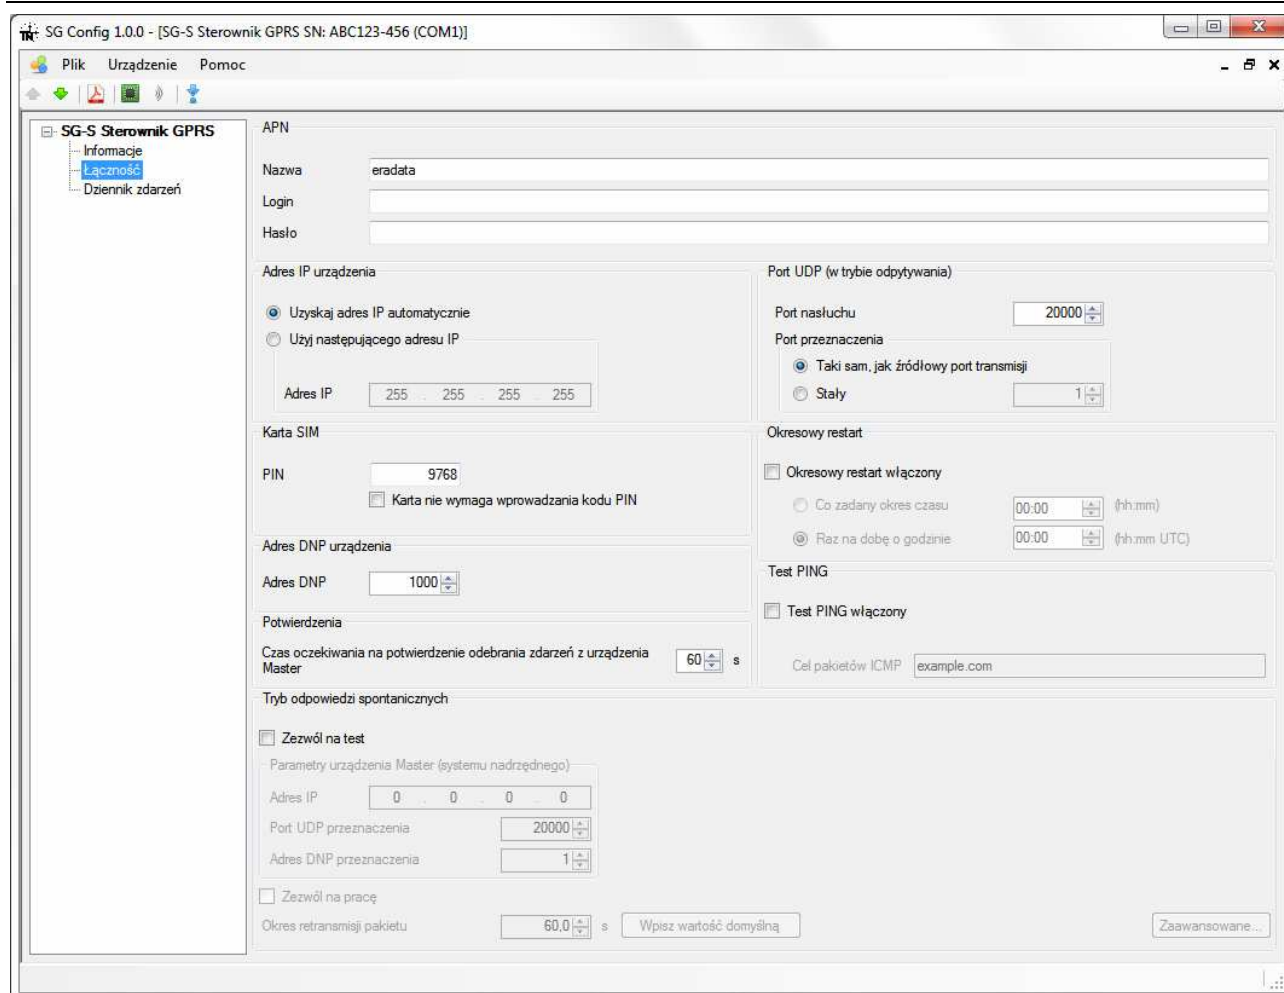 SG Config 1.0.0 - [SG-S Sterownik GPRS SN: ABC123-456 (COM1)]
Plik Urządzenie Pomoc
SG-S Sterownik GPRS
Informacje
Łączność
Dziennik zdarzeń
APN
Nazwa eradata
Login
Hasło
Adres IP urządzenia
Uzyskaj adres IP automatycznie
Użyj następującego adresu IP
Adres IP 255 . 255 . 255 . 255
Port UDP (w trybie odpytywania)
Port nasłuchu 20000
Port przeznaczenia
Taki sam, jak źródłowy port transmisji
Stały 1
Karta SIM
PIN 9768
Karta nie wymaga wprowadzania kodu PIN
Okresowy restart
Okresowy restart włączony
Co zadany okres czasu 00:00 (hh:mm)
Raz na dobę o godzinie 00:00 (hh:mm UTC)
Adres DNP urządzenia
Adres DNP 1000
Test PING
Test PING włączony
Cel pakietów ICMP example.com
Potwierdzenia
Czas oczekiwania na potwierdzenie odebrania zdarzeń z urządzenia
Master 60 s
Tryb odpowiedzi spontanicznych
Zezwól na test
Parametry urządzenia Master (systemu nadrzędnego)
Adres IP 0 . 0 . 0 . 0
Port UDP przeznaczenia 20000
Adres DNP przeznaczenia 1
Zezwól na pracę
Okres retransmisji pakietu 60,0 s Wpisz wartość domyślną Zaawansowane...